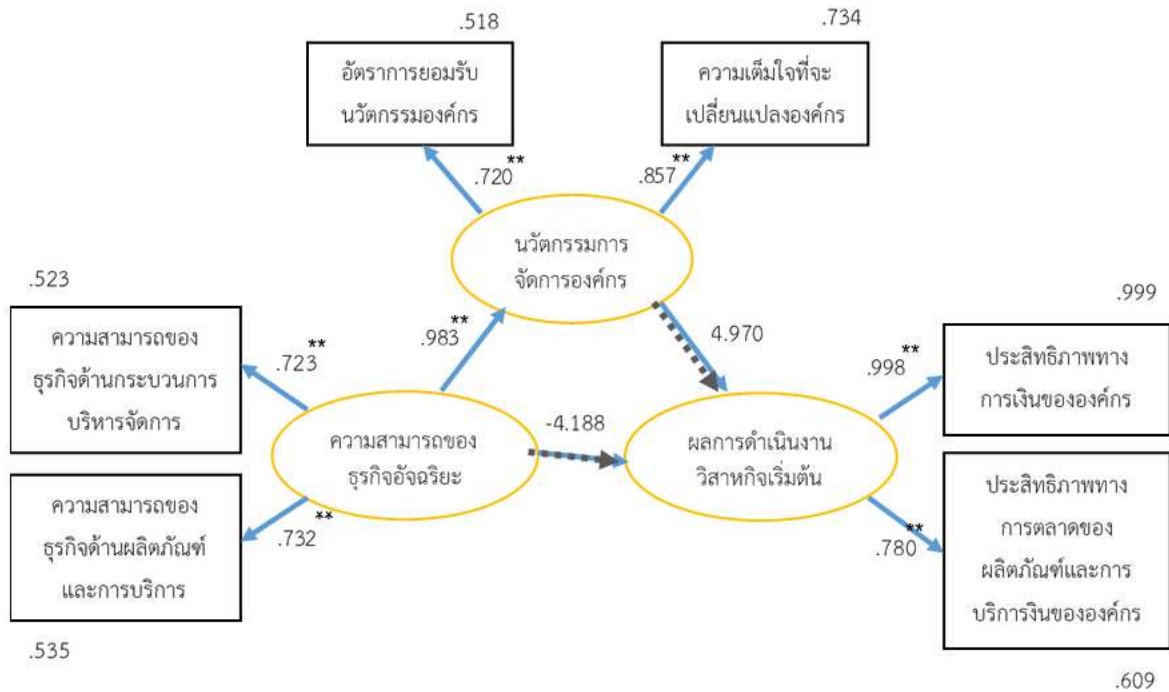 .518
อัตราการยอมรับ
นวัตกรรมองค์กร
.734
ความเต็มใจที่จะ
เปลี่ยนแปลงองค์กร
.720**
.857**
นวัตกรรมการ
จัดการองค์กร
.523
ความสามารถของ
ธุรกิจด้านกระบวนการ
บริหารจัดการ
.723**
.983**
4.970
.999
ประสิทธิภาพทาง
การเงินขององค์กร
.998**
ความสามารถของ
ธุรกิจอัจฉริยะ
-4.188
ผลการดำเนินงาน
วิสาหกิจเริ่มต้น
ความสามารถของ
ธุรกิจด้านผลิตภัณฑ์
และการบริการ
.732**
.535
.780**
ประสิทธิภาพทาง
การตลาดของ
ผลิตภัณฑ์และการ
บริการเงินขององค์กร
.609